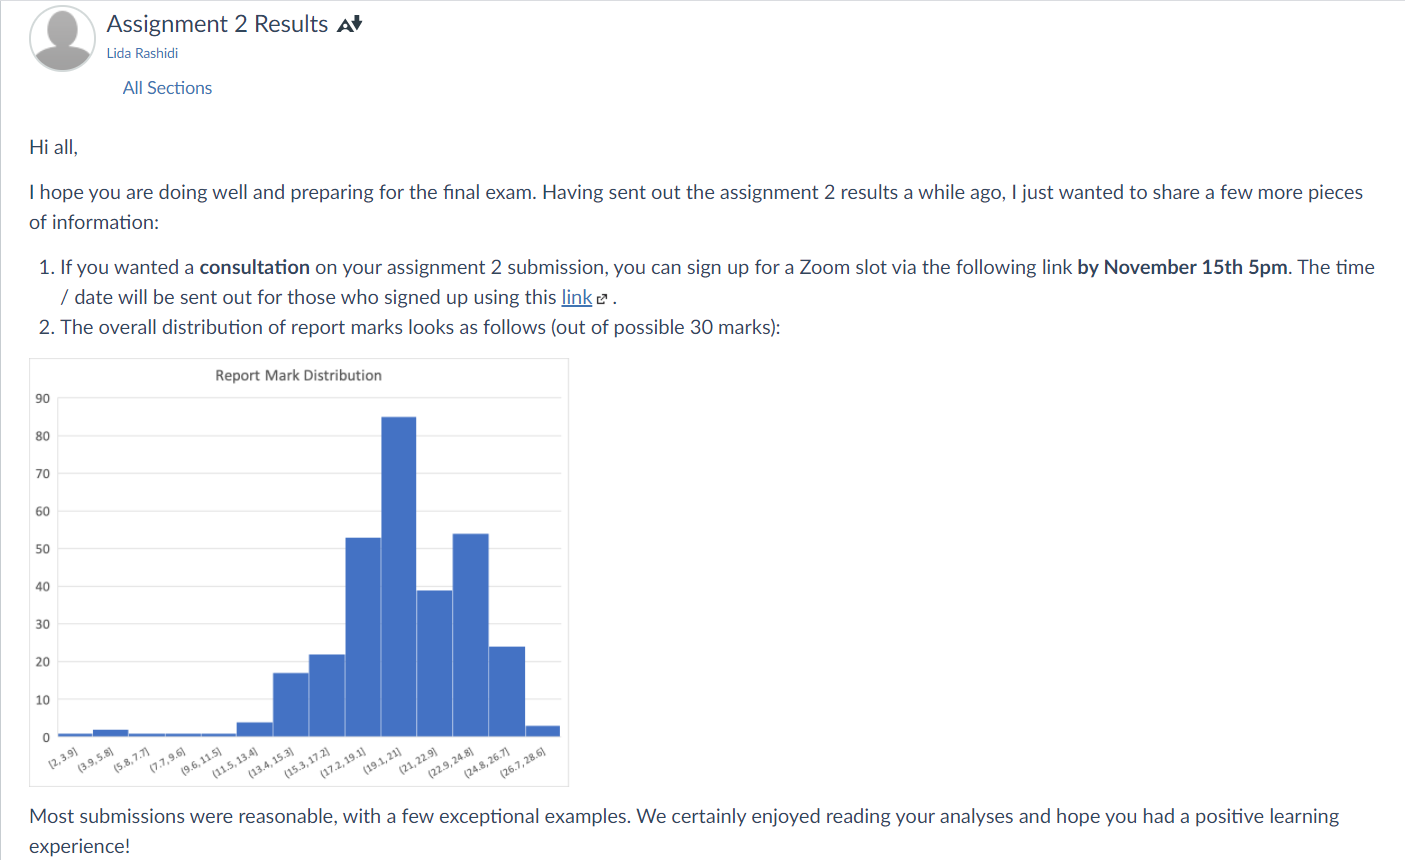 Assignment 2 Results
Lida Rashidi
All Sections
Hi all,
I hope you are doing well and preparing for the final exam. Having sent out the assignment 2 results a while ago, I just wanted to share a few more pieces
of information:
1. If you wanted a consultation on your assignment 2 submission, you can sign up for a Zoom slot via the following link by November 15th 5pm. The time
/ date will be sent out for those who signed up using this link .
2. The overall distribution of report marks looks as follows (out of possible 30 marks):
Report Mark Distribution
90
80
70
60
50
40
30
20
10
0
[2, 3.9]
(3.9, 5.8]
(5.8, 7.7]
(7.7, 9.6]
(9.6, 11.5]
(11.5, 13.4]
(13.4, 15.3]
(15.3, 17.2]
(17.2, 19.1]
(19.1, 21]
(21, 22.9]
(22.9, 24.8]
(24.8, 26.7]
(26.7, 28.6]
Most submissions were reasonable, with a few exceptional examples. We certainly enjoyed reading your analyses and hope you had a positive learning
experience!